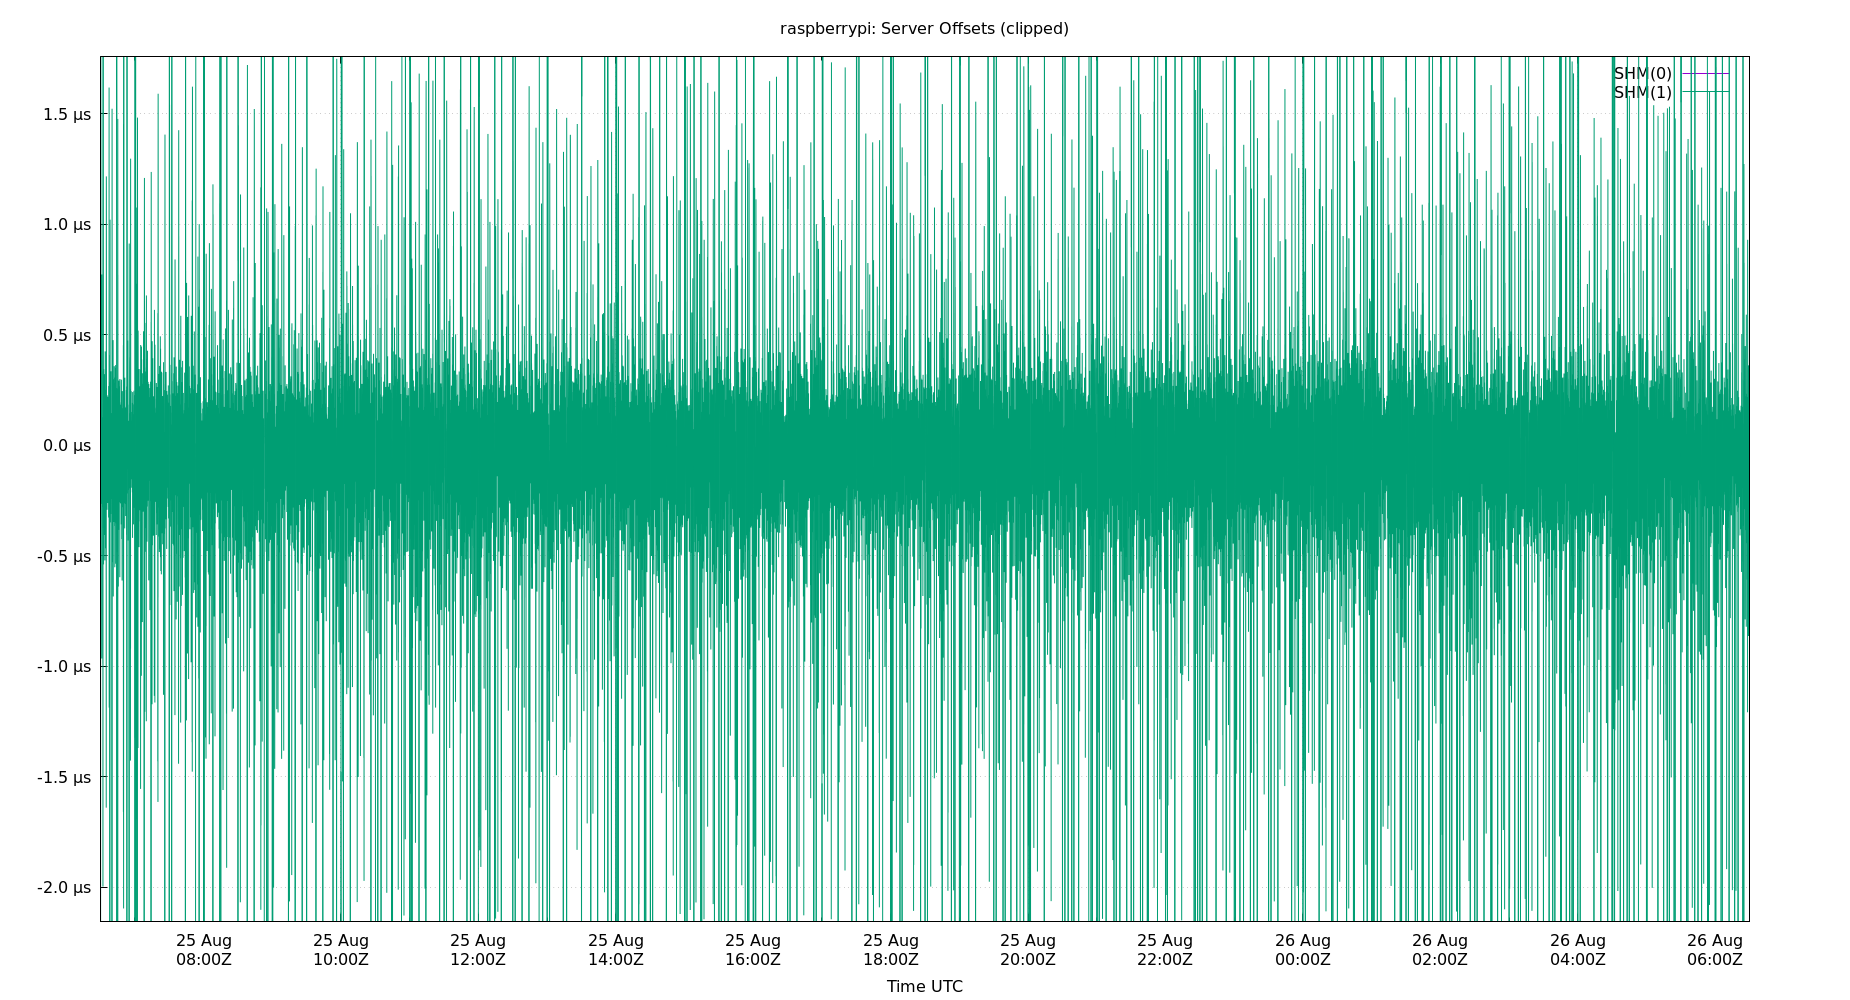 raspberrypi: Server Offsets (clipped)
SHM(0)
SHM(1)
1.5 µs
1.0 µs
0.5 µs
0.0 µs
-0.5 µs
-1.0 µs
-1.5 µs
-2.0 µs
25 Aug 25 Aug 25 Aug 25 Aug 25 Aug 25 Aug 25 Aug 25 Aug 26 Aug 26 Aug 26 Aug 26 Aug
08:00Z 10:00Z 12:00Z 14:00Z 16:00Z 18:00Z 20:00Z 22:00Z 00:00Z 02:00Z 04:00Z 06:00Z
Time UTC